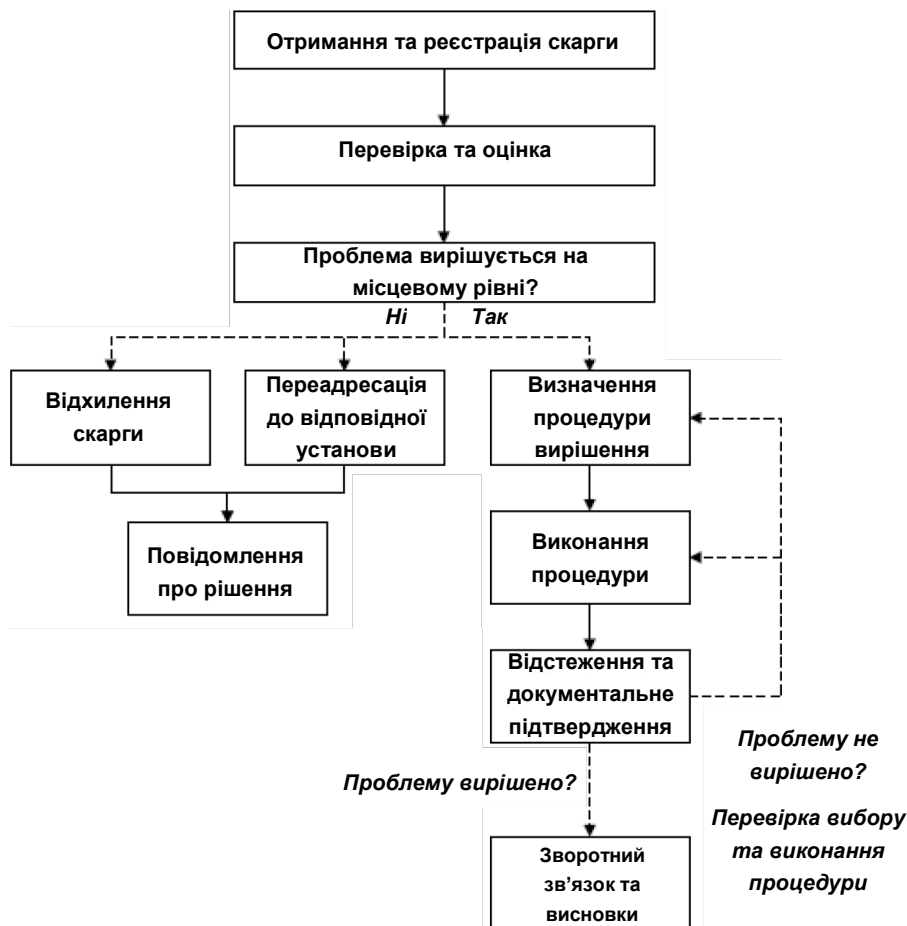 Отримання та реєстрація скарги
Перевірка та оцінка
Проблема вирішується на
місцевому рівні?
Ні
Так
Відхилення
скарги
Переадресація
до відповідної
установи
Визначення
процедури
вирішення
Повідомлення
про рішення
Виконання
процедури
Відстеження та
документальне
підтвердження
Проблему вирішено?
Проблему не
вирішено?
Перевірка вибору
та виконання
процедури
Зворотний
зв’язок та
висновки